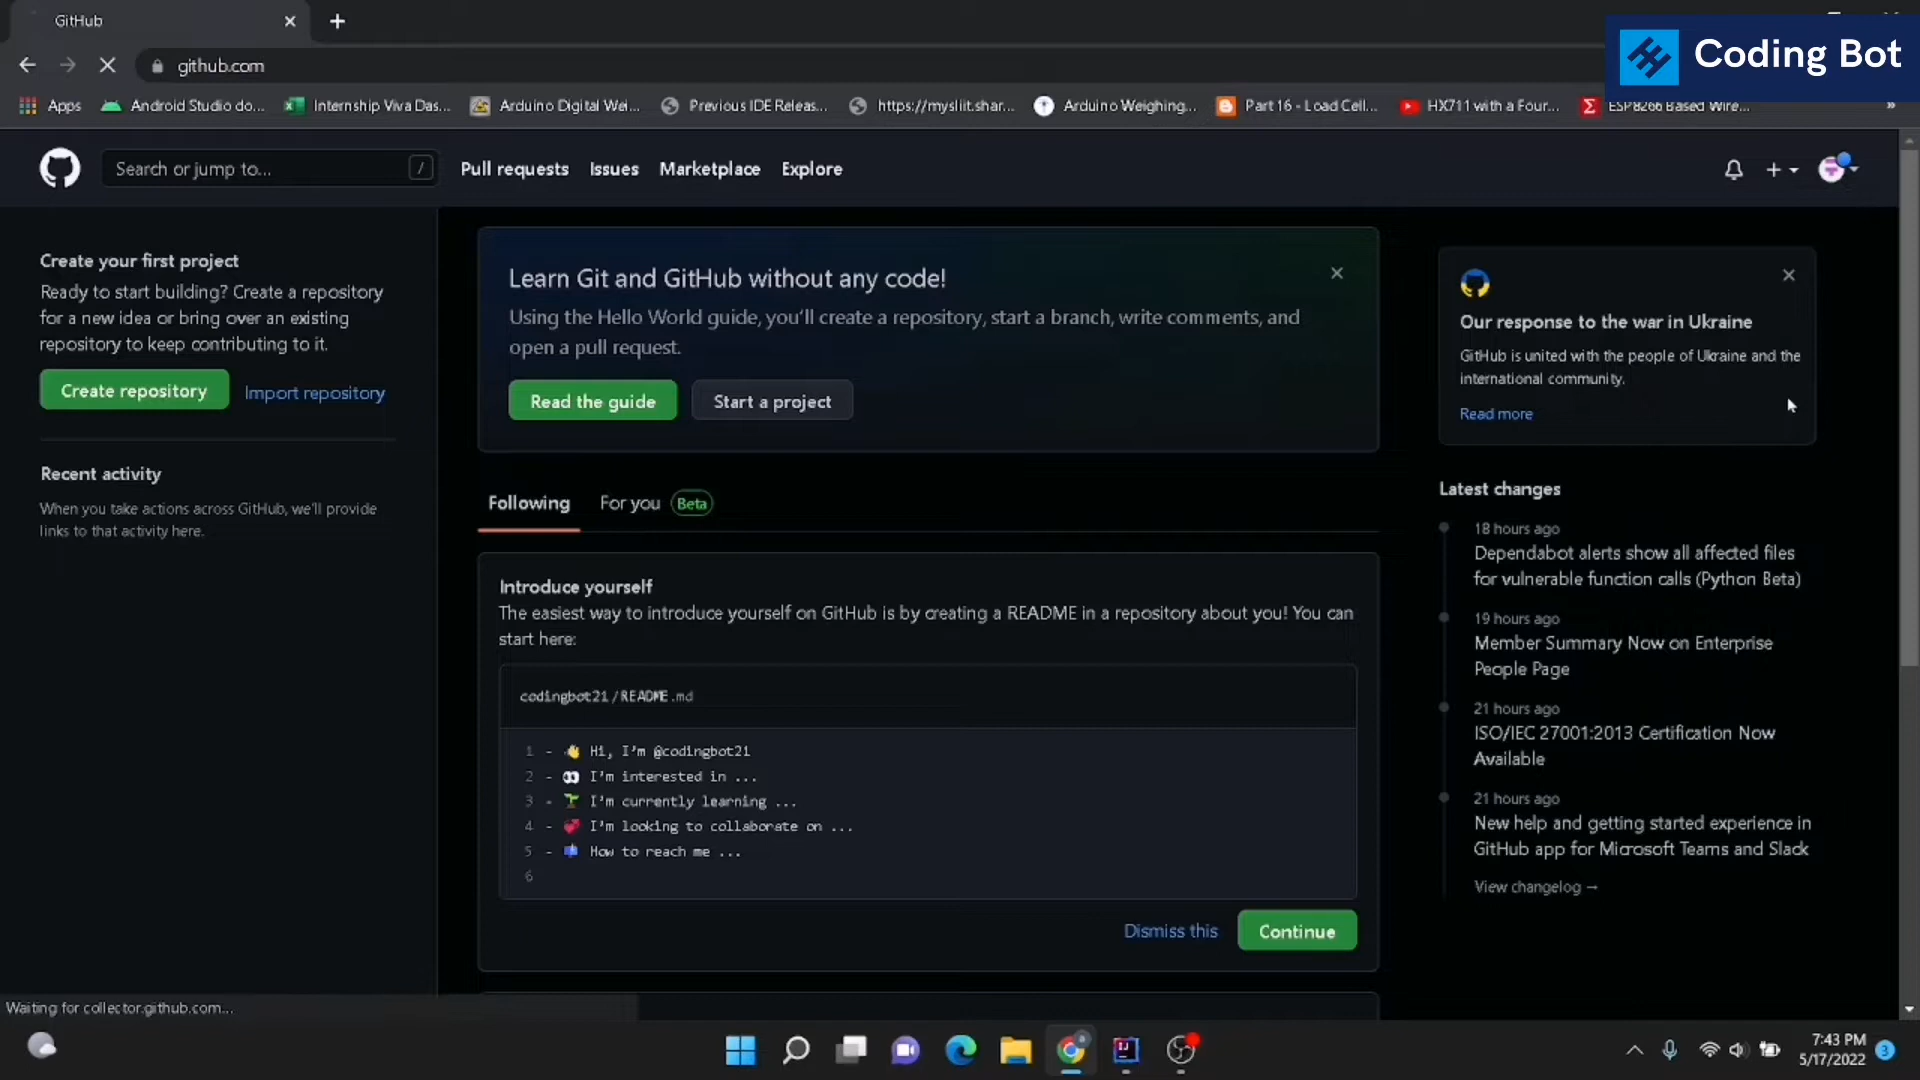 GitHub
Coding Bot
github.com
Apps
Android Studio do...
Internship Viva Das...
Arduino Digital Wei...
Previous IDE Releas...
https://mysliit.shar...
Arduino Weighing...
Part 16 - Load Cell...
HX711 with a Four...
ESP8266 Based Wire...
»
Search or jump to...
/
Pull requests
Issues
Marketplace
Explore
Create your first project
Ready to start building? Create a repository
for a new idea or bring over an existing
repository to keep contributing to it.
Create repository
Import repository
Recent activity
When you take actions across GitHub, we'll provide
links to that activity here.
Learn Git and GitHub without any code!
Using the Hello World guide, you'll create a repository, start a branch, write comments, and
open a pull request.
Read the guide
Start a project
Following
For you
Beta
Introduce yourself
The easiest way to introduce yourself on GitHub is by creating a README in a repository about you! You can
start here:
codingbot21/README.md
1 - 👋 Hi, I'm @codingbot21
2 - 👀 I'm interested in ...
3 - 🌱 I'm currently learning ...
4 - 💞️ I'm looking to collaborate on ...
5 - 📫 How to reach me ...
6
Dismiss this
Continue
Our response to the war in Ukraine
GitHub is united with the people of Ukraine and the
international community.
Read more
Latest changes
18 hours ago
Dependabot alerts show all affected files
for vulnerable function calls (Python Beta)
19 hours ago
Member Summary Now on Enterprise
People Page
21 hours ago
ISO/IEC 27001:2013 Certification Now
Available
21 hours ago
New help and getting started experience in
GitHub app for Microsoft Teams and Slack
View changelog →
Waiting for collector.github.com...
7:43 PM
5/17/2022
3